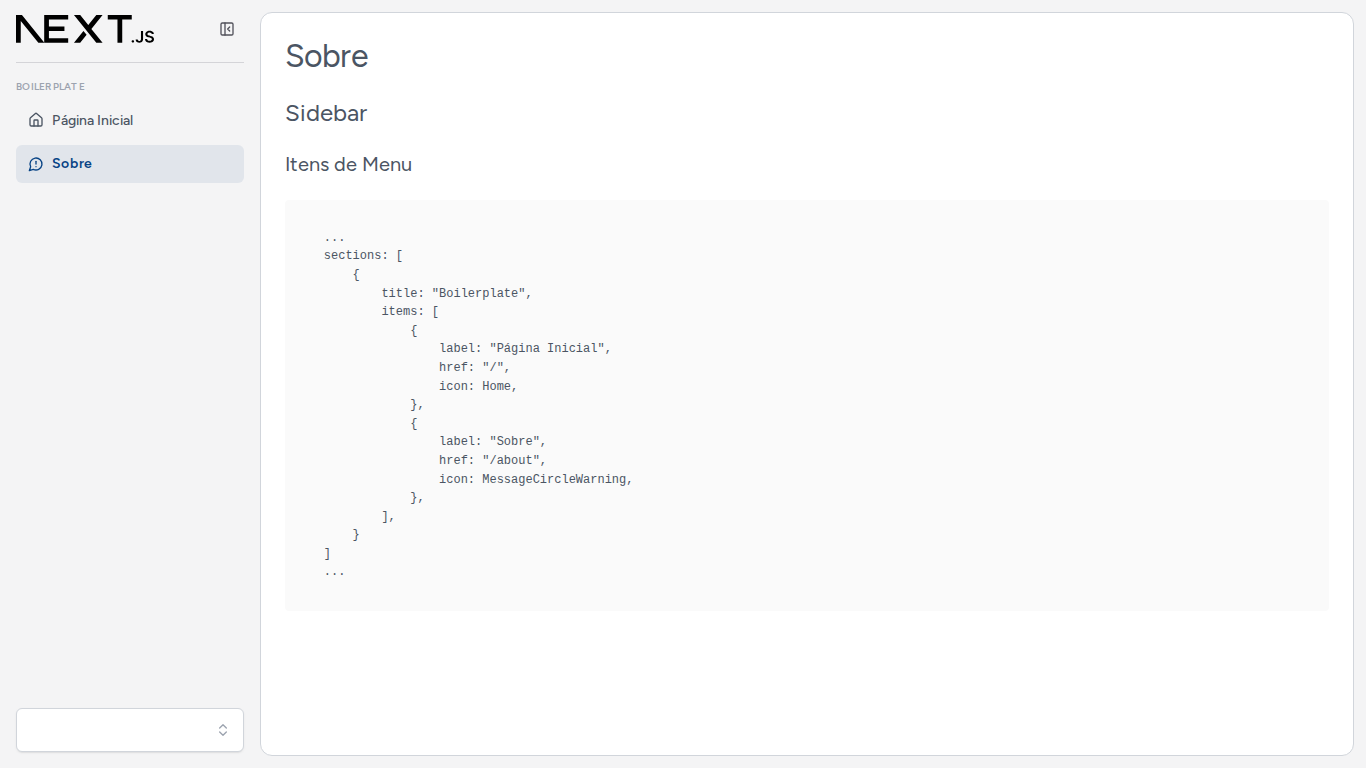 NEXT.JS
BOILERPLATE
Página Inicial
Sobre
Sobre
Sidebar
Itens de Menu
...
sections: [
    {
        title: "Boilerplate",
        items: [
            {
                label: "Página Inicial",
                href: "/",
                icon: Home,
            },
            {
                label: "Sobre",
                href: "/about",
                icon: MessageCircleWarning,
            },
        ],
    }
]
...